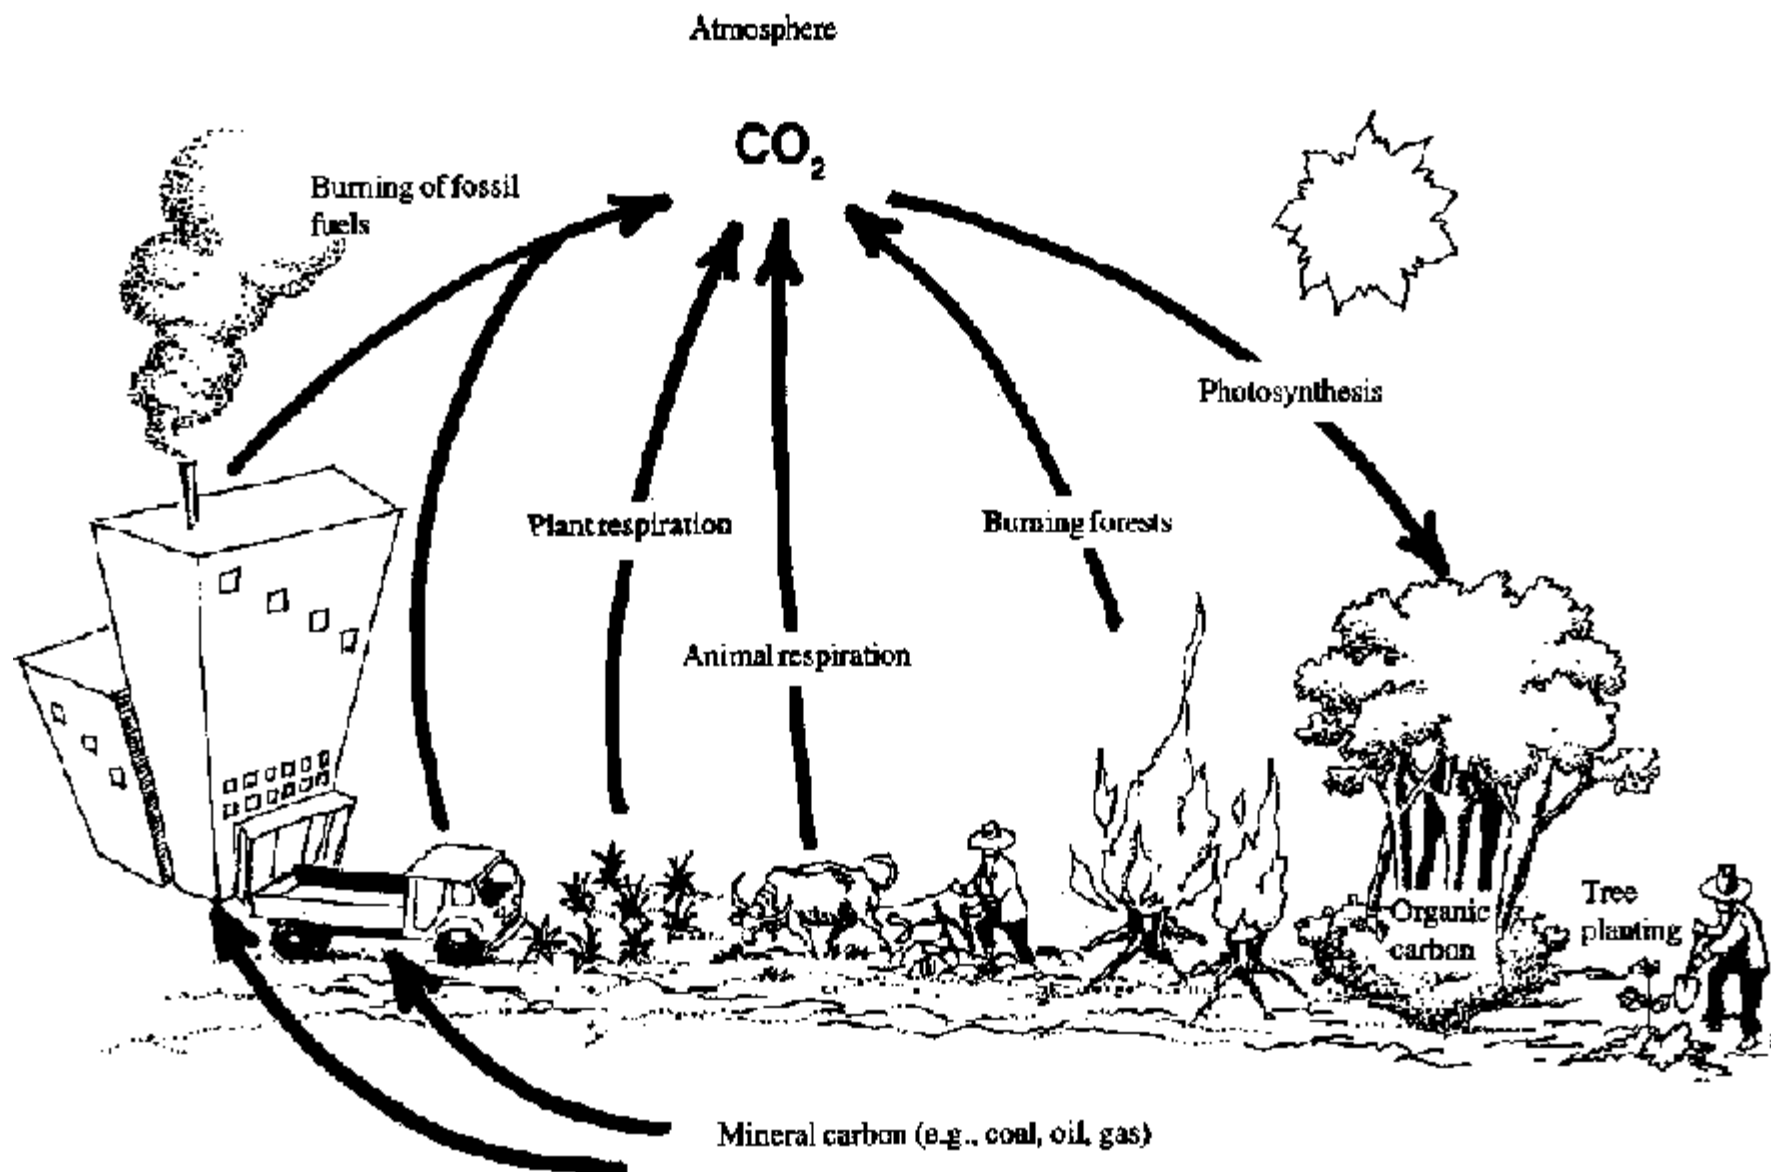 Atmosphere
CO₂
Burning of fossil
fuels
Photosynthesis
Plant respiration
Burning forests
Animal respiration
Organic
carbon
Tree
planting
Mineral carbon (e.g., coal, oil, gas)